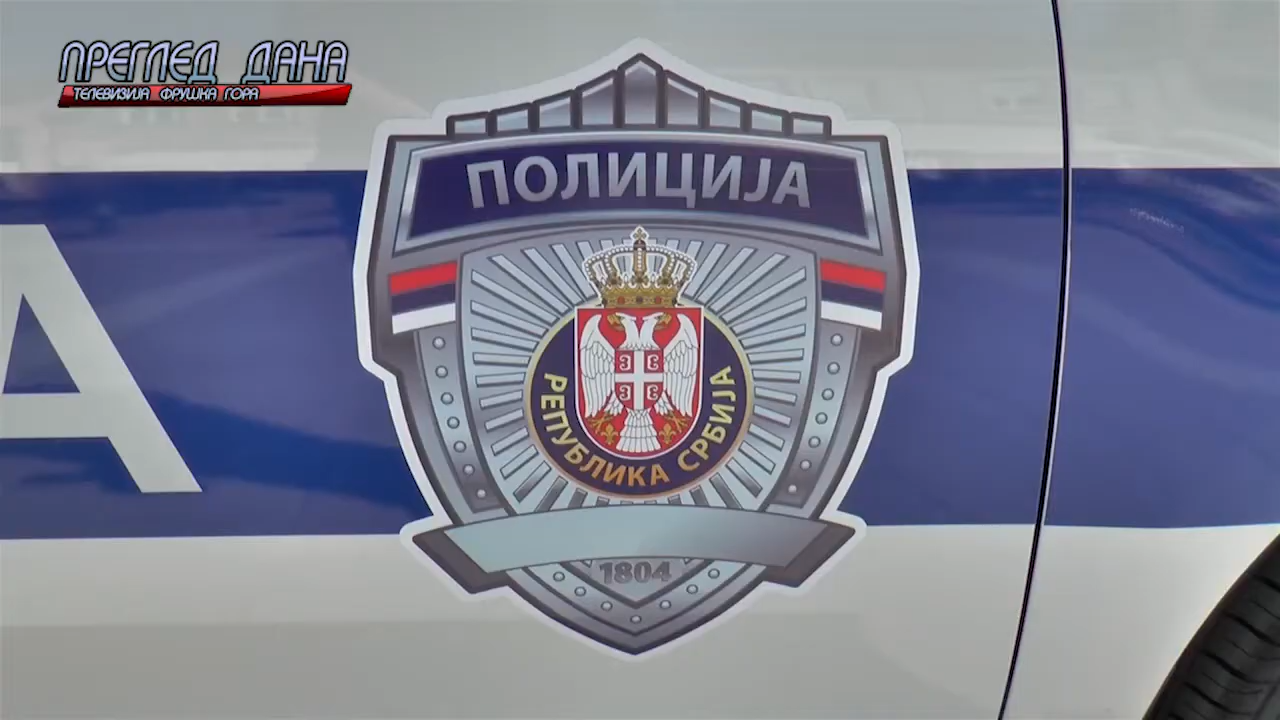 ПРЕГЛЕД ДАНА
ТЕЛЕВИЗИЈА ФРУШКА ГОРА
ПОЛИЦИЈА
РЕПУБЛИКА СРБИЈА
1804
А